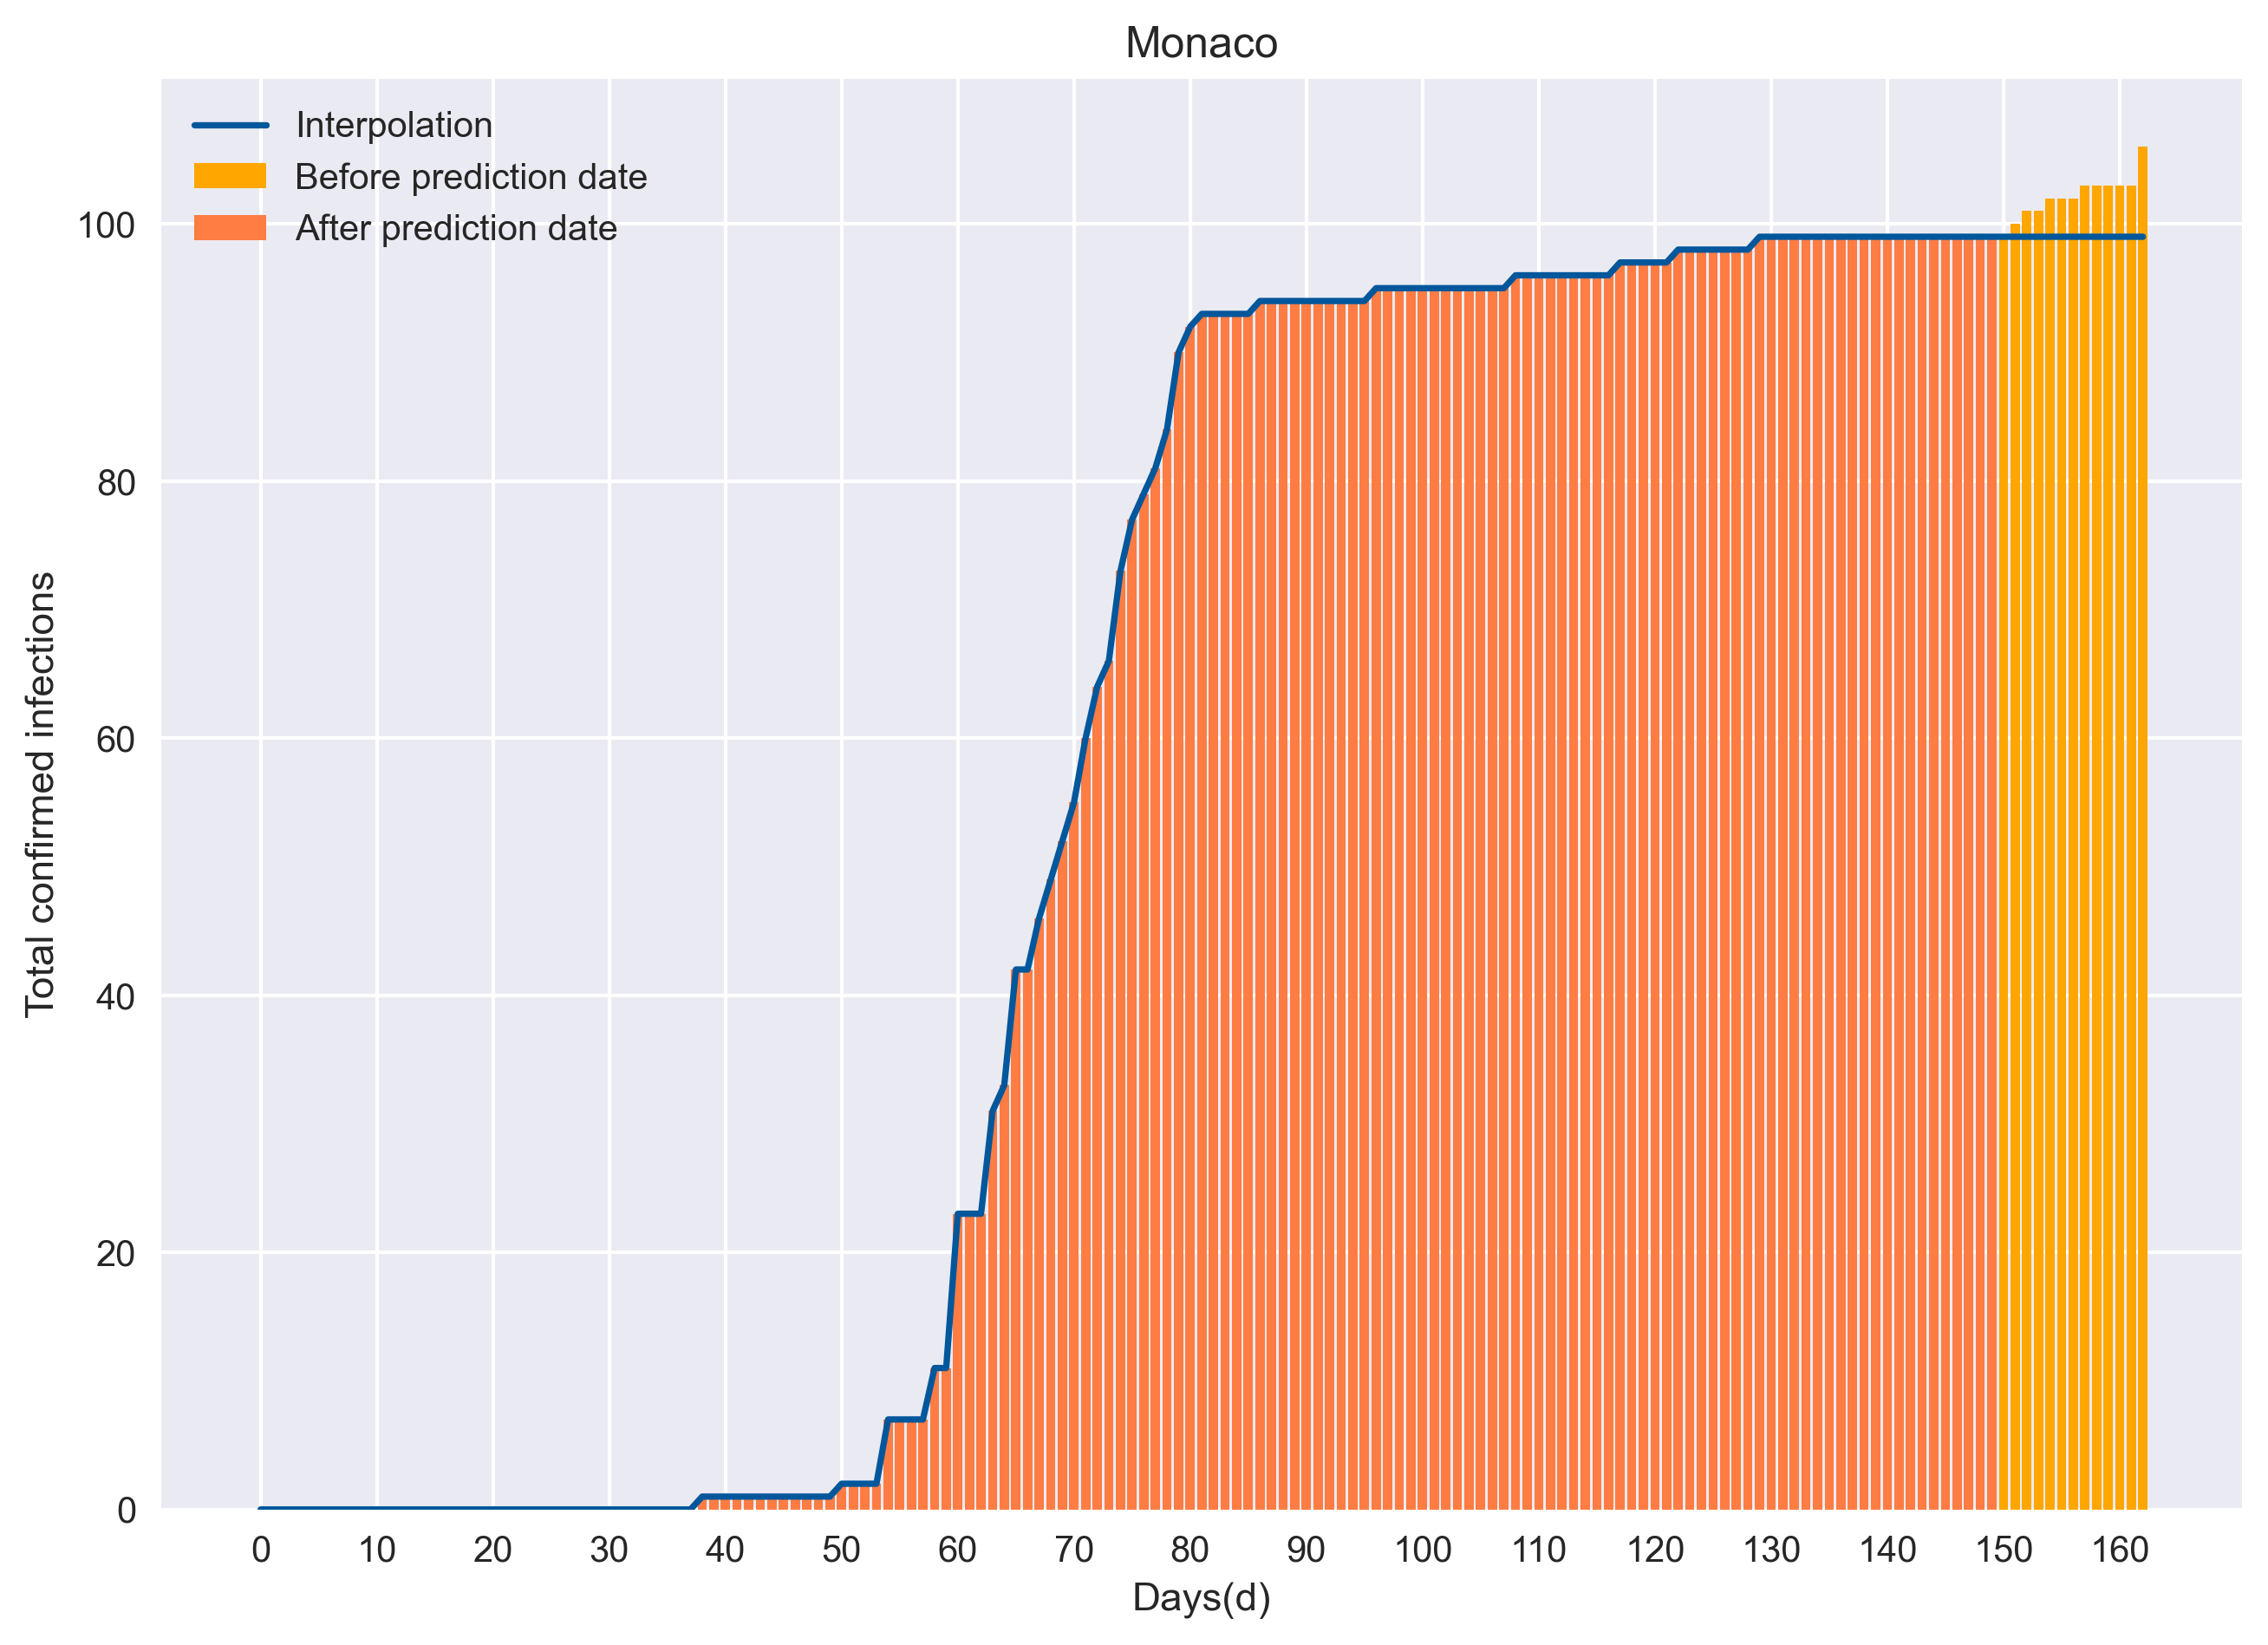 Monaco
Interpolation
Before prediction date
After prediction date
100
80
60
40
20
0
Total confirmed infections
0 10 20 30 40 50 60 70 80 90 100 110 120 130 140 150 160
Days(d)